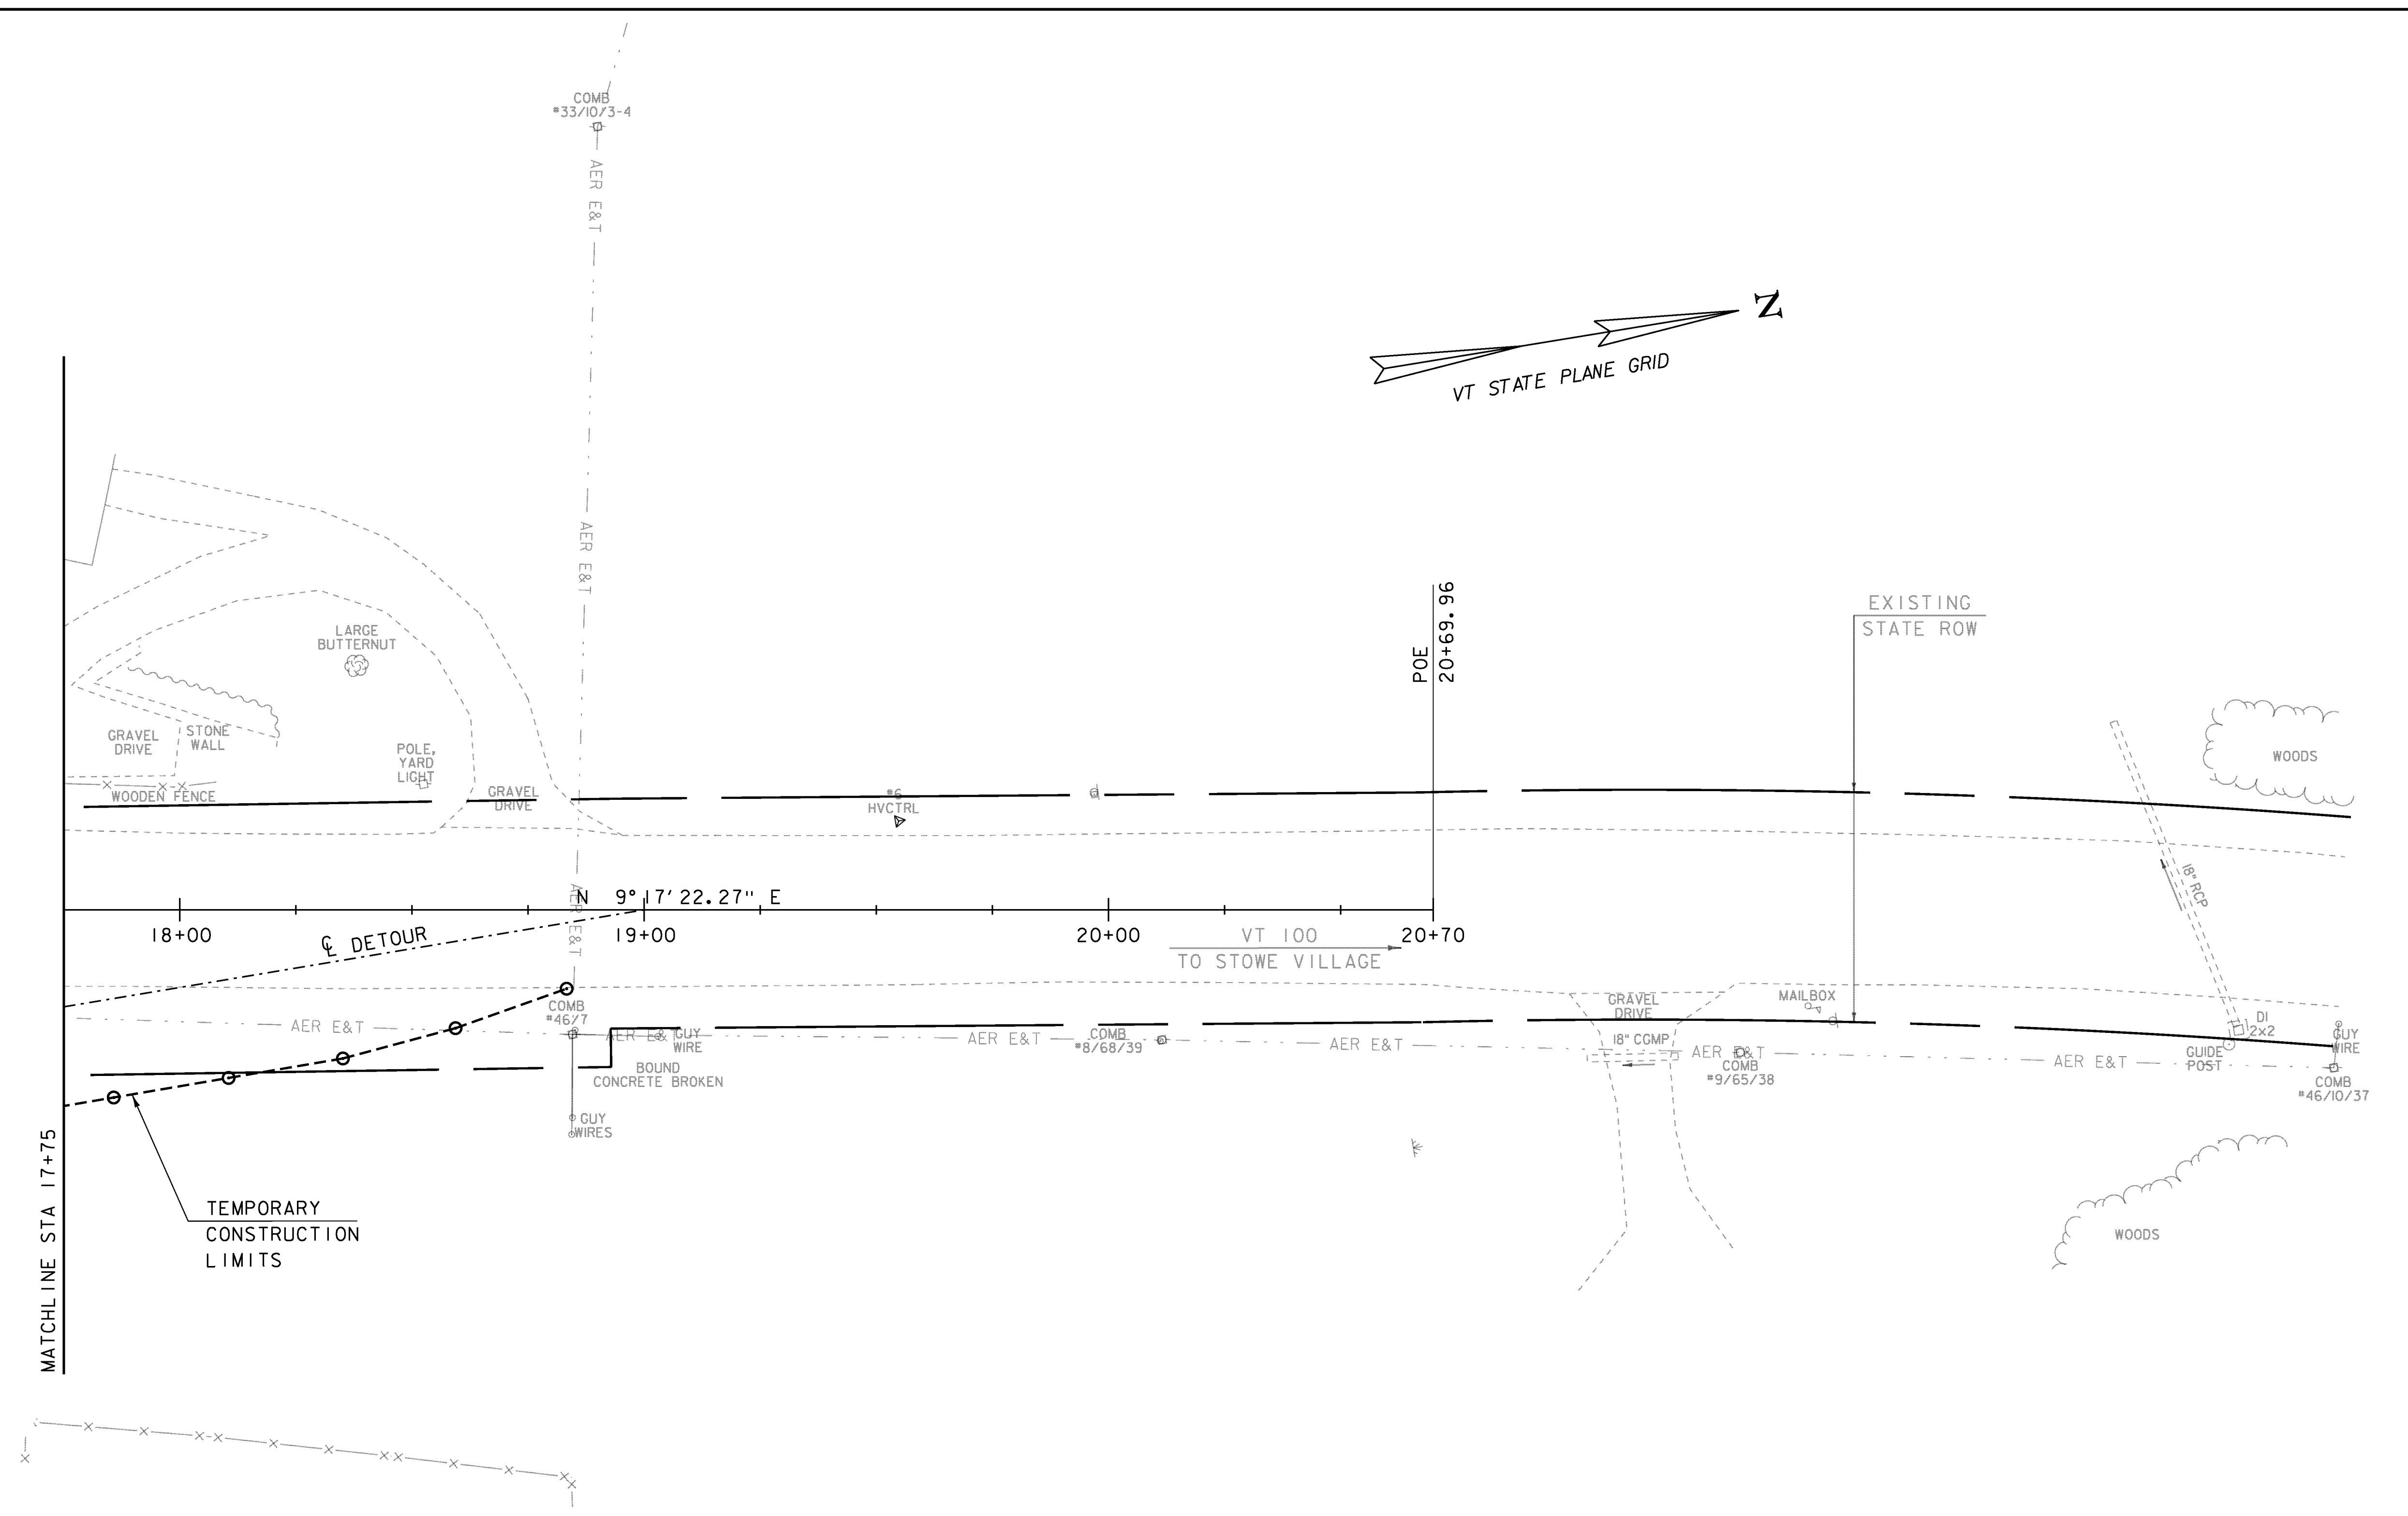 COMB
#33/10/3-4
AER E&T
N
VT STATE PLANE GRID
AER E&T
POE
20+69.96
EXISTING
STATE ROW
LARGE
BUTTERNUT
GRAVEL
DRIVE
STONE
WALL
POLE,
YARD
LIGHT
WOODEN FENCE
GRAVEL
DRIVE
#6
HVCTRL
WOODS
18" RCP
N 9°17'22.27" E
AER E&T
18+00
℄ DETOUR
19+00
20+00
VT 100
TO STOWE VILLAGE
20+70
COMB
#46/7
AER E&T
AER E&T
GUY
WIRE
AER E&T
COMB
#8/68/39
AER E&T
GRAVEL
DRIVE
MAILBOX
18" CGMP
AER E&T
COMB
#9/65/38
AER E&T
DI
2x2
GUIDE
POST
GUY
WIRE
COMB
#46/10/37
BOUND
CONCRETE BROKEN
GUY
WIRES
MATCHLINE STA 17+75
TEMPORARY
CONSTRUCTION
LIMITS
WOODS